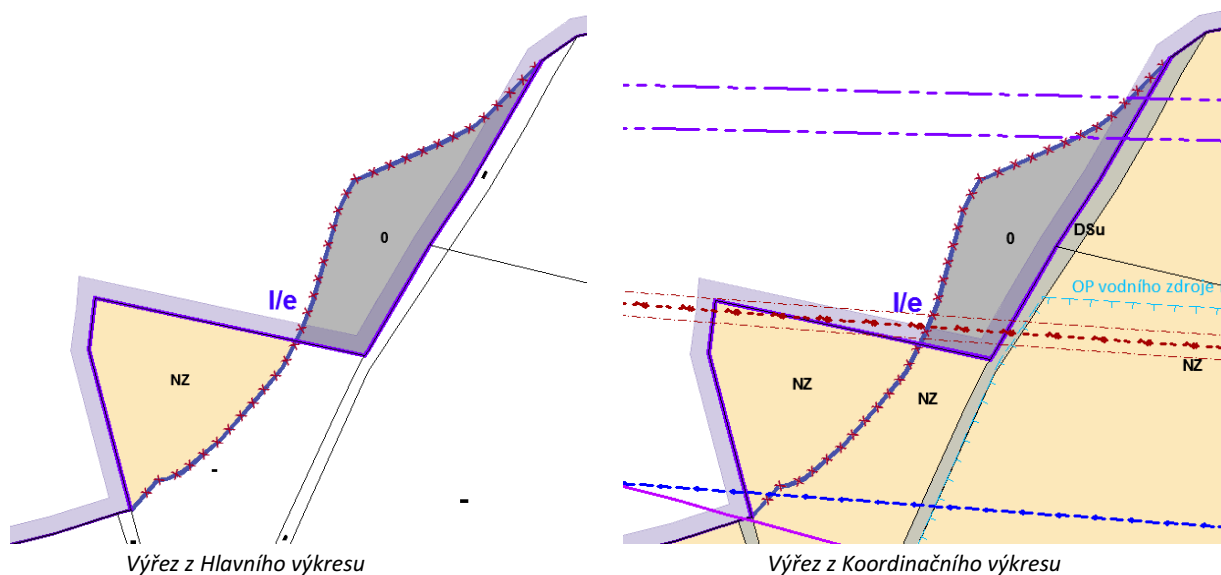 0
I/e
NZ
Výřez z Hlavního výkresu
0
DSu
OP vodního zdroje
I/e
NZ
NZ
NZ
Výřez z Koordinačního výkresu